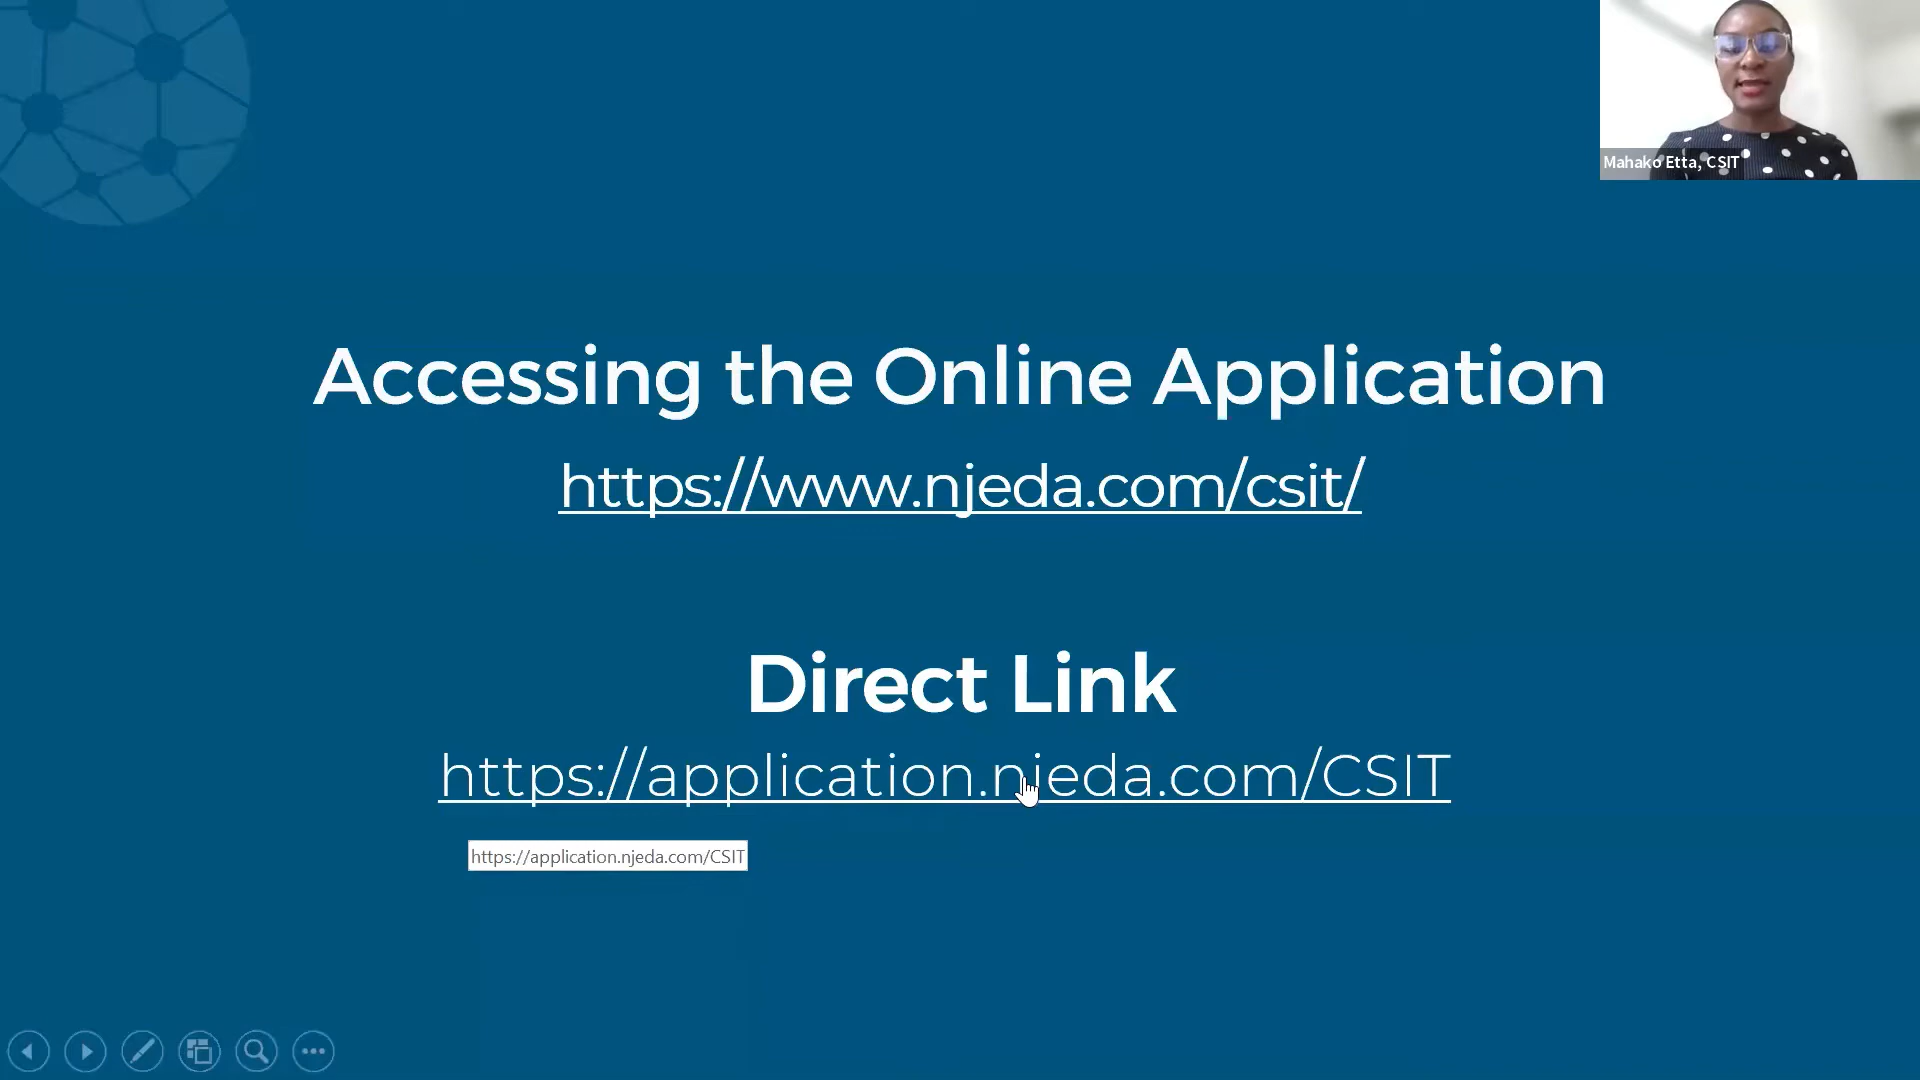 Mahako Etta, CSIT
Accessing the Online Application
https://www.njeda.com/csit/
Direct Link
https://application.njeda.com/CSIT
https://application.njeda.com/CSIT